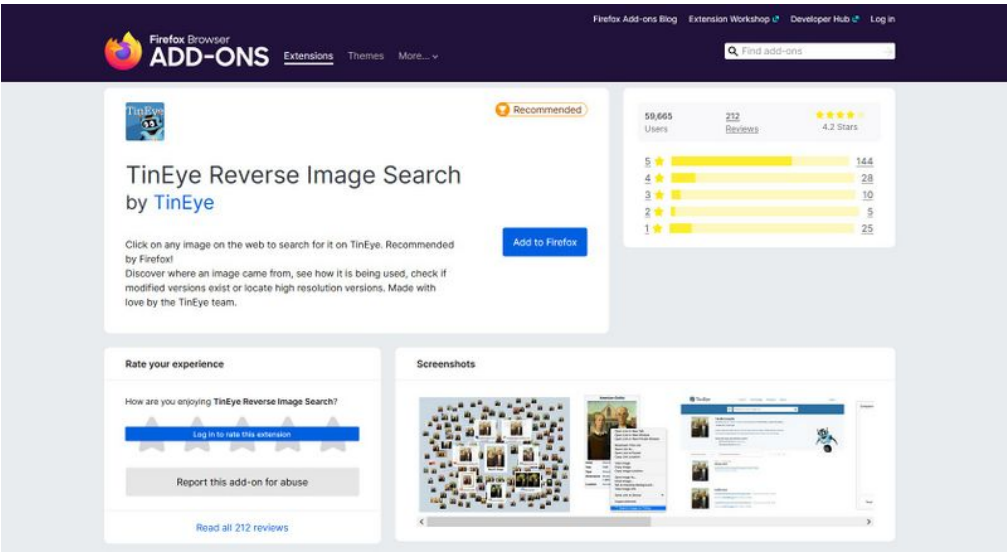 Firefox Add-ons Blog Extension Workshop Developer Hub Log in
Firefox Browser
ADD-ONS Extensions Themes More...
Find add-ons
TinEye
Recommended
TinEye Reverse Image Search
by TinEye
Click on any image on the web to search for it on TinEye. Recommended
by Firefox!
Discover where an image came from, see how it is being used, check if
modified versions exist or locate high resolution versions. Made with
love by the TinEye team.
Add to Firefox
59,665 212
Users Reviews 4.2 Stars
5 144
4 28
3 10
2 5
1 25
Rate your experience
How are you enjoying TinEye Reverse Image Search?
Log in to rate this extension
Report this add-on for abuse
Read all 212 reviews
Screenshots
TinEye